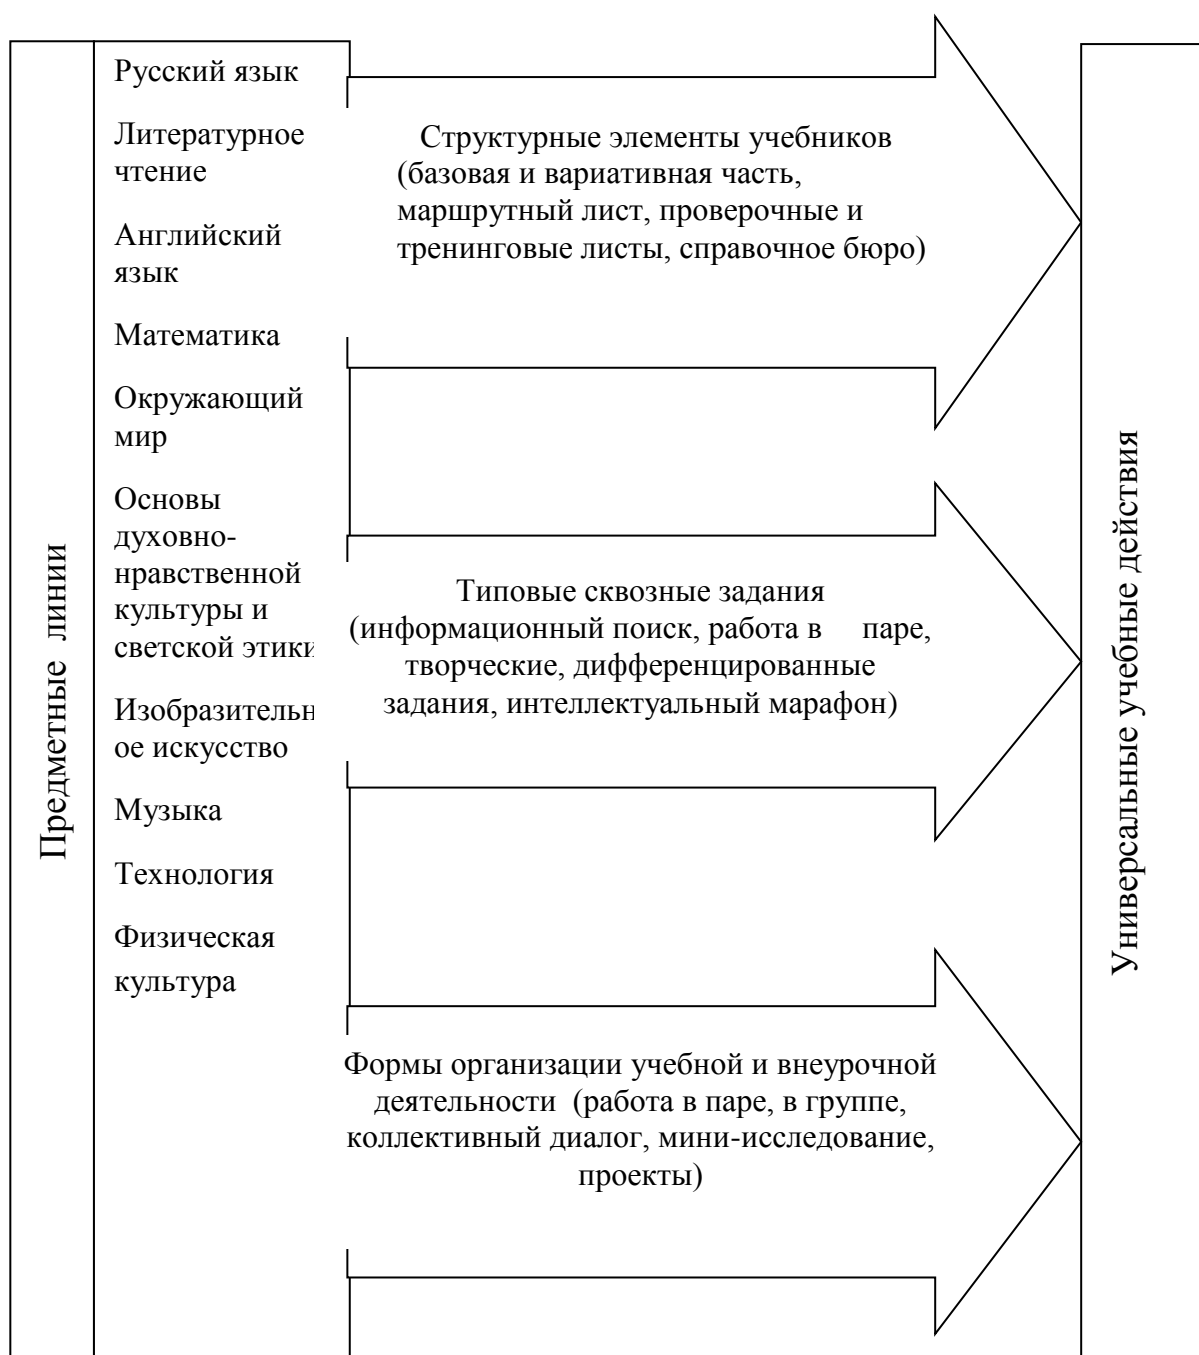 Предметные линии
Русский язык
Литературное
чтение
Английский
язык
Математика
Окружающий
мир
Основы
духовно-
нравственной
культуры и
светской этики
Изобразительн
ое искусство
Музыка
Технология
Физическая
культура
Структурные элементы учебников
(базовая и вариативная часть,
маршрутный лист, проверочные и
тренинговые листы, справочное бюро)
Типовые сквозные задания
(информационный поиск, работа в паре,
творческие, дифференцированные
задания, интеллектуальный марафон)
Формы организации учебной и внеурочной
деятельности (работа в паре, в группе,
коллективный диалог, мини-исследование,
проекты)
Универсальные учебные действия